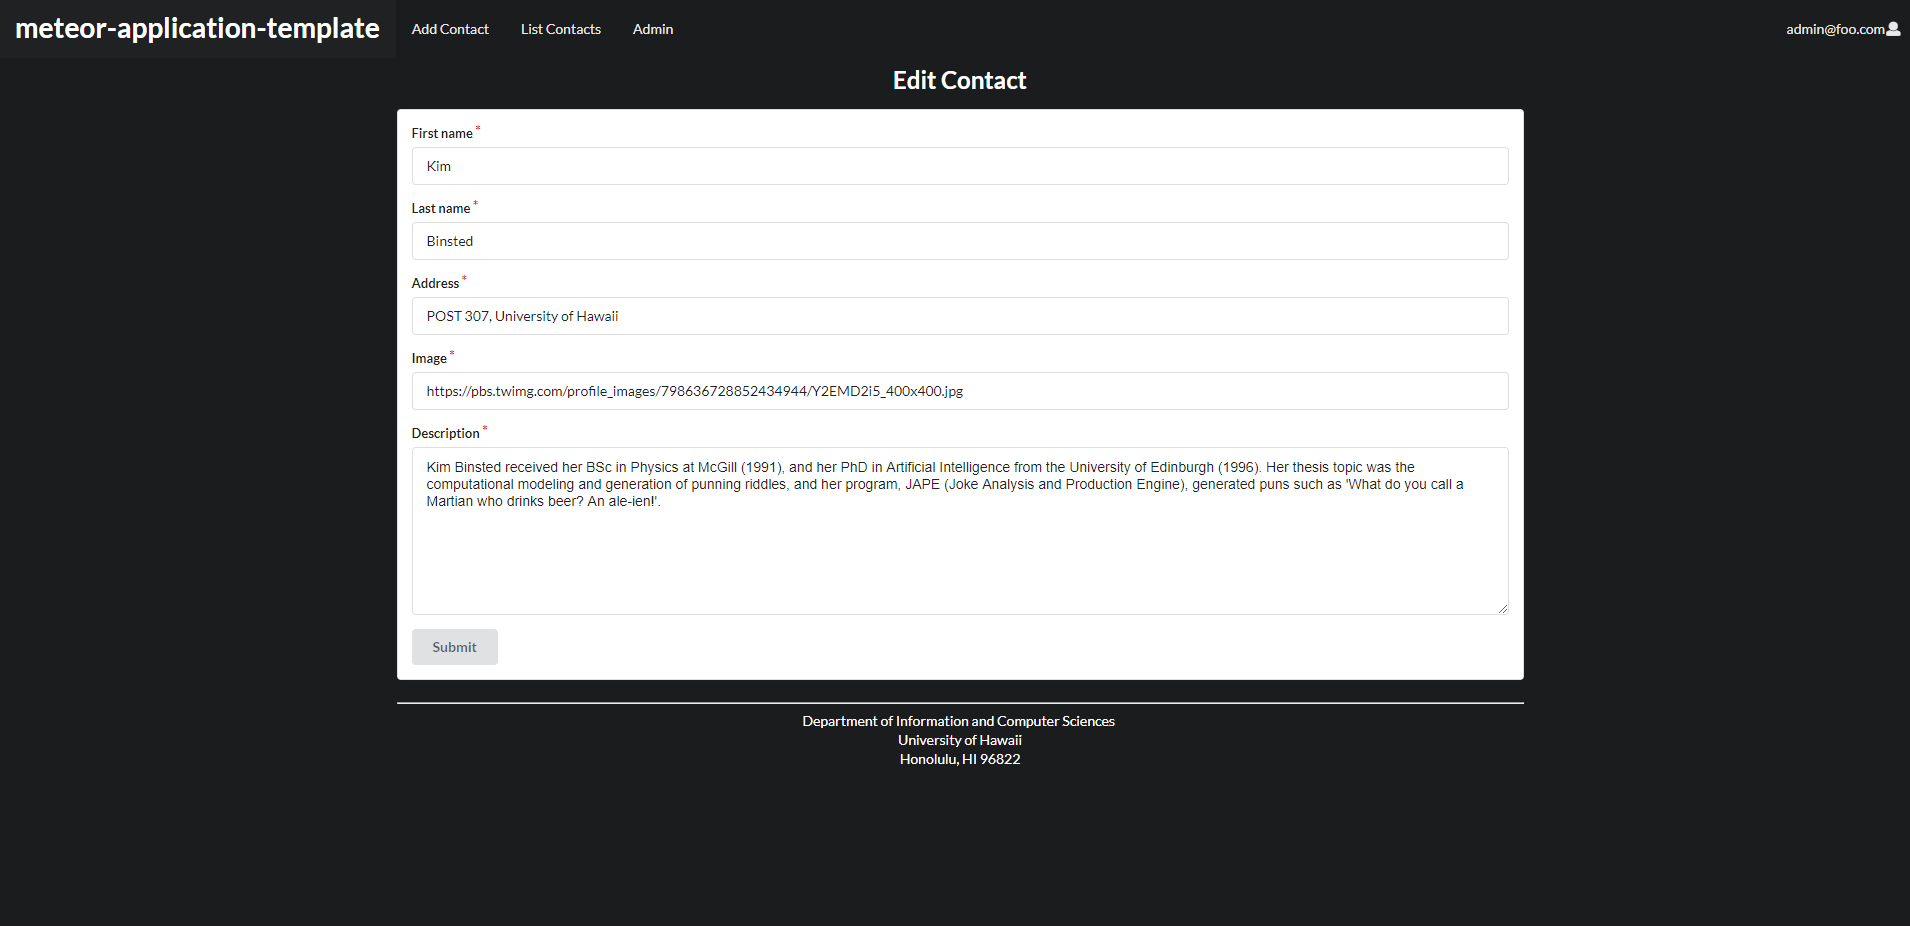 meteor-application-template Add Contact List Contacts Admin admin@foo.com
Edit Contact
First name *
Kim
Last name *
Binsted
Address *
POST 307, University of Hawaii
Image *
https://pbs.twimg.com/profile_images/798636728852434944/Y2EMD2i5_400x400.jpg
Description *
Kim Binsted received her BSc in Physics at McGill (1991), and her PhD in Artificial Intelligence from the University of Edinburgh (1996). Her thesis topic was the
computational modeling and generation of punning riddles, and her program, JAPE (Joke Analysis and Production Engine), generated puns such as 'What do you call a
Martian who drinks beer? An ale-ien!'.
Submit
Department of Information and Computer Sciences
University of Hawaii
Honolulu, HI 96822